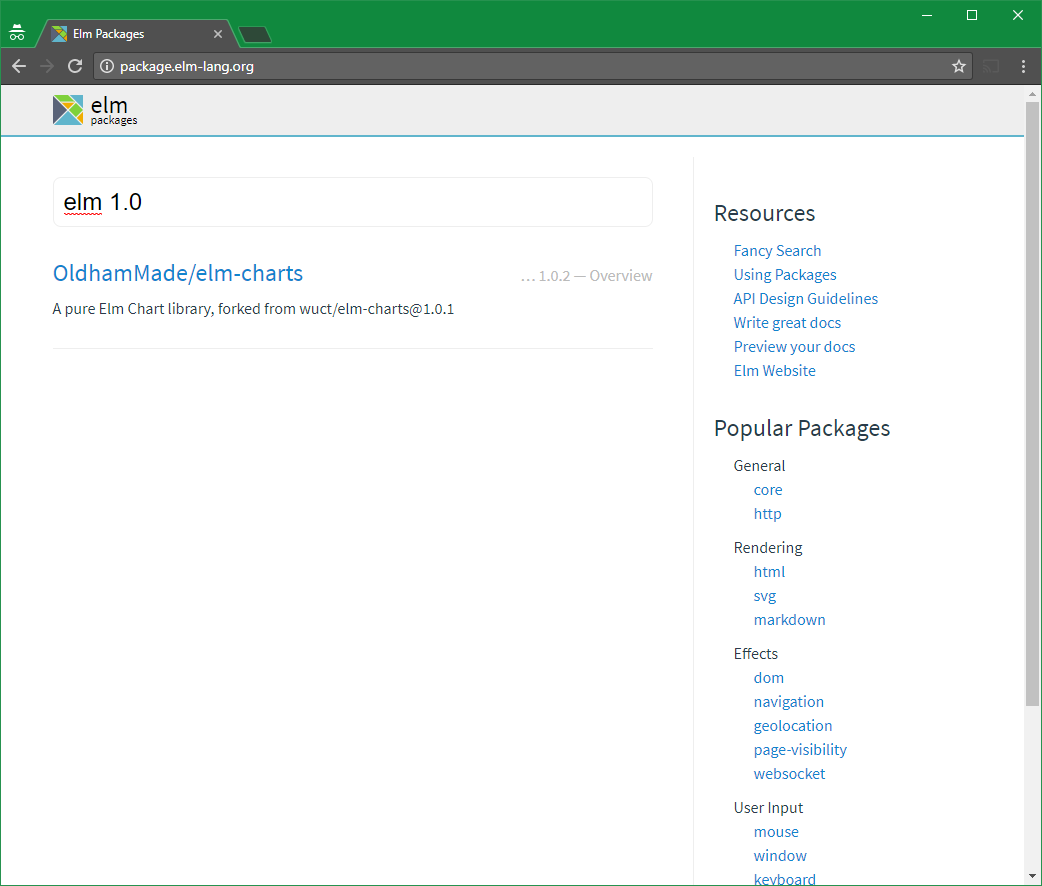 Elm Packages
package.elm-lang.org
elm
packages
elm 1.0
OldhamMade/elm-charts
… 1.0.2 — Overview
A pure Elm Chart library, forked from wuct/elm-charts@1.0.1
Resources
Fancy Search
Using Packages
API Design Guidelines
Write great docs
Preview your docs
Elm Website
Popular Packages
General
core
http
Rendering
html
svg
markdown
Effects
dom
navigation
geolocation
page-visibility
websocket
User Input
mouse
window
keyboard